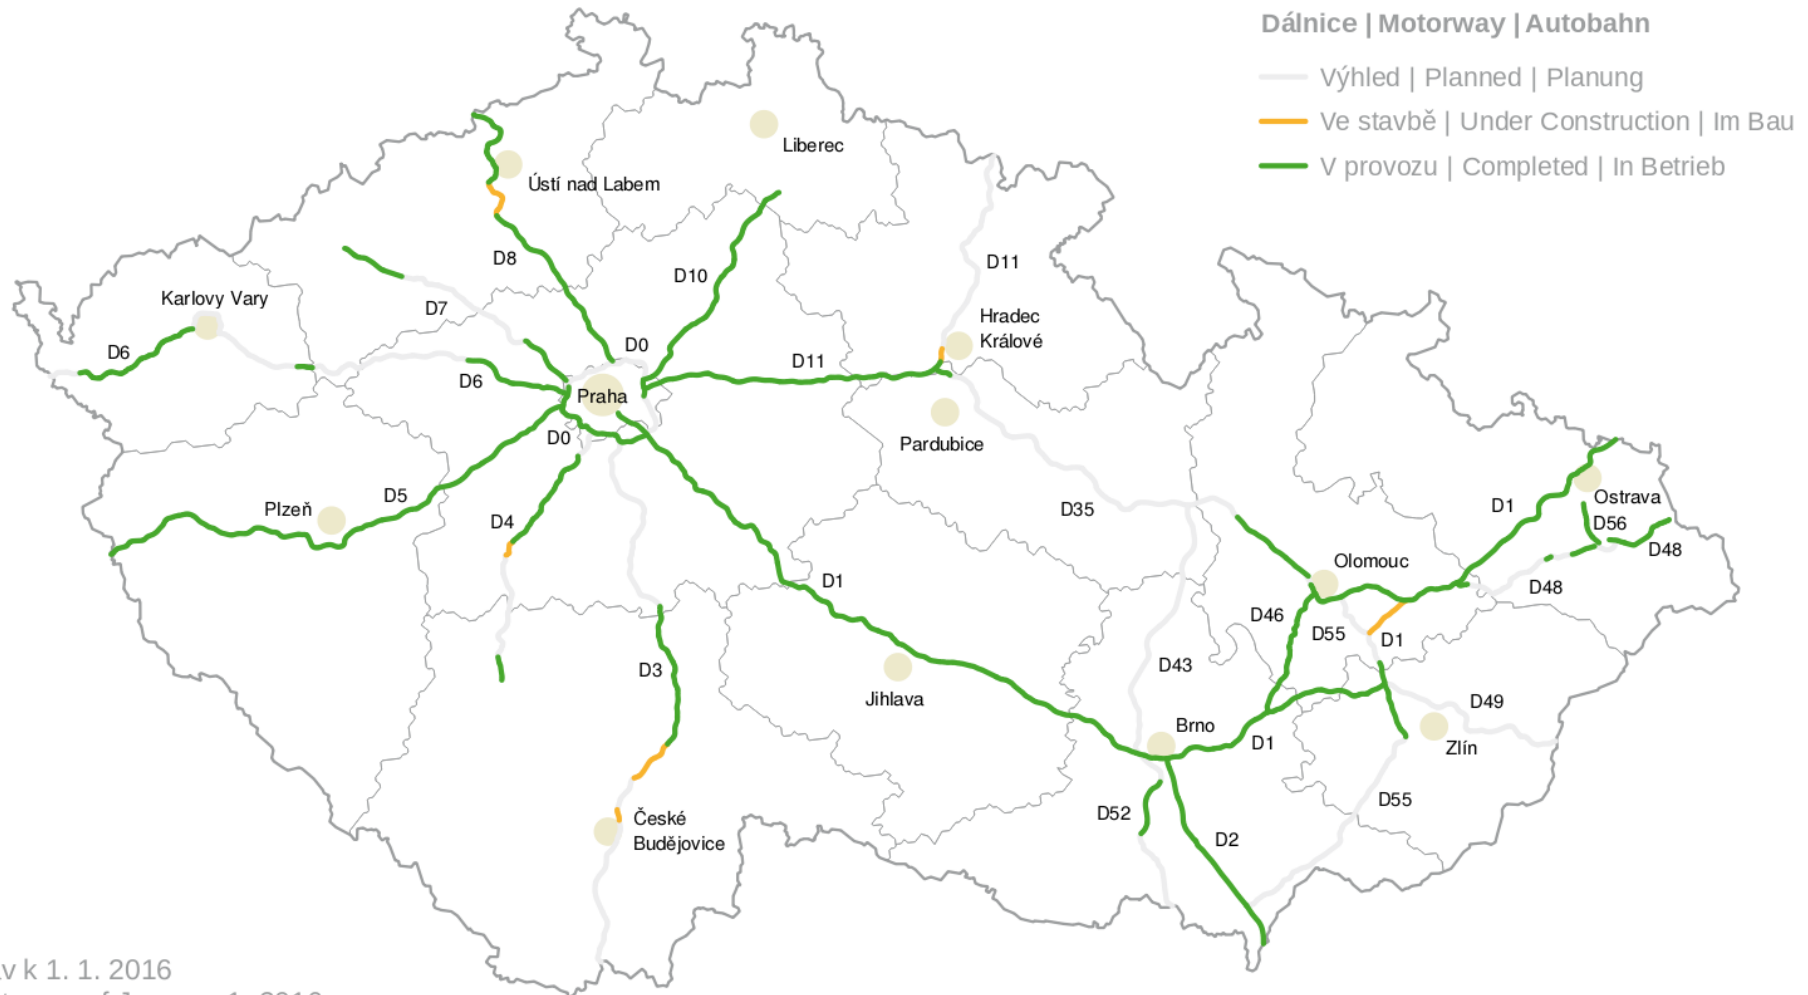 Dálnice | Motorway | Autobahn
Výhled | Planned | Planung
Ve stavbě | Under Construction | Im Bau
V provozu | Completed | In Betrieb
Liberec
Ústí nad Labem
D8
D10
D11
Karlovy Vary
D7
Hradec
Králové
D6
D0
D11
D6
Praha
D0
Pardubice
D5
Plzeň
D4
D35
D1
Ostrava
D56
D48
Olomouc
D48
D1
D46
D55
D1
D3
D43
Jihlava
D49
Brno
D1
Zlín
D52
D55
České
Budějovice
D2
k 1. 1. 2016